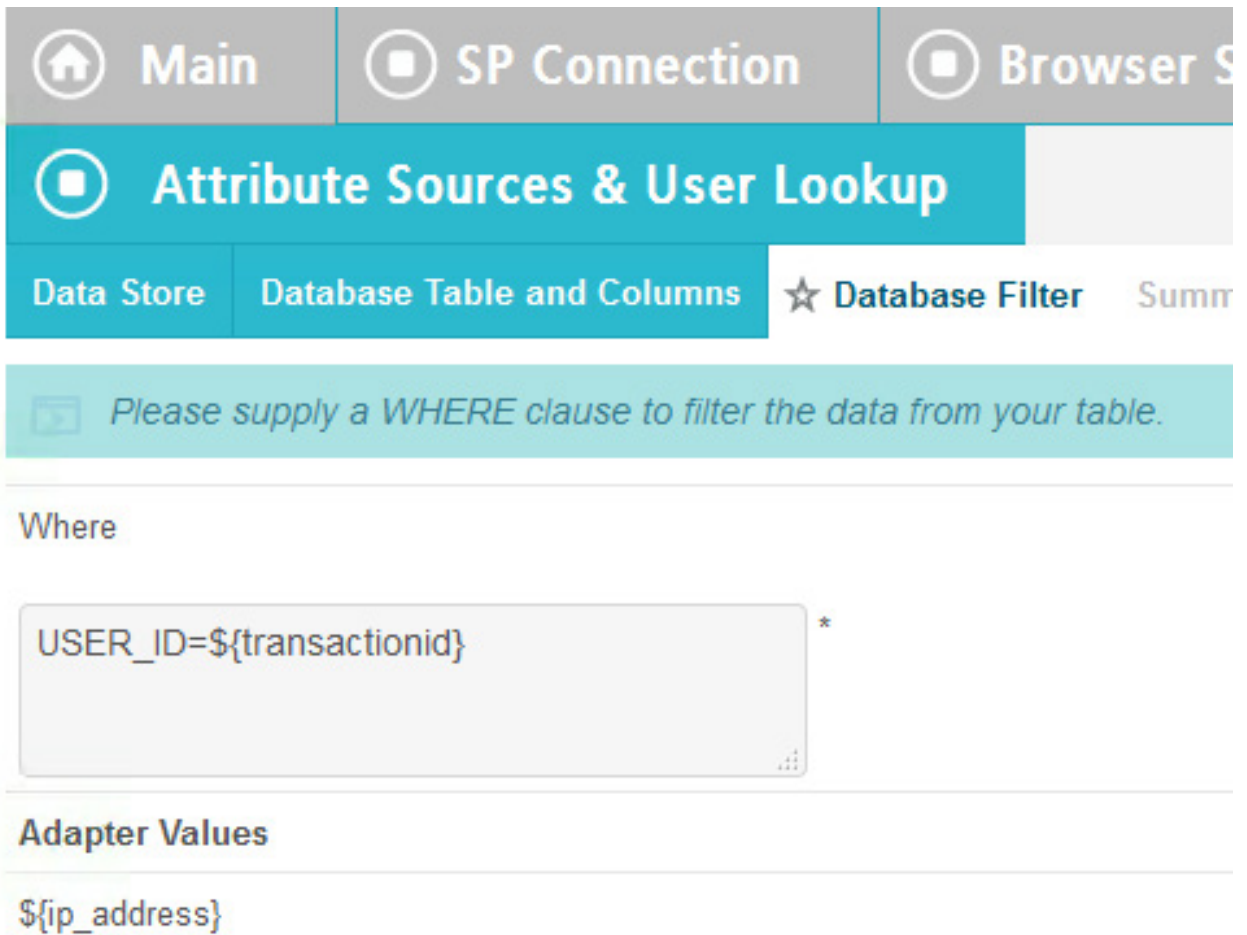 Main
SP Connection
Browser S
Attribute Sources & User Lookup
Data Store
Database Table and Columns
Database Filter
Summ
Please supply a WHERE clause to filter the data from your table.
Where
USER_ID=${transactionid}
*
Adapter Values
${ip_address}